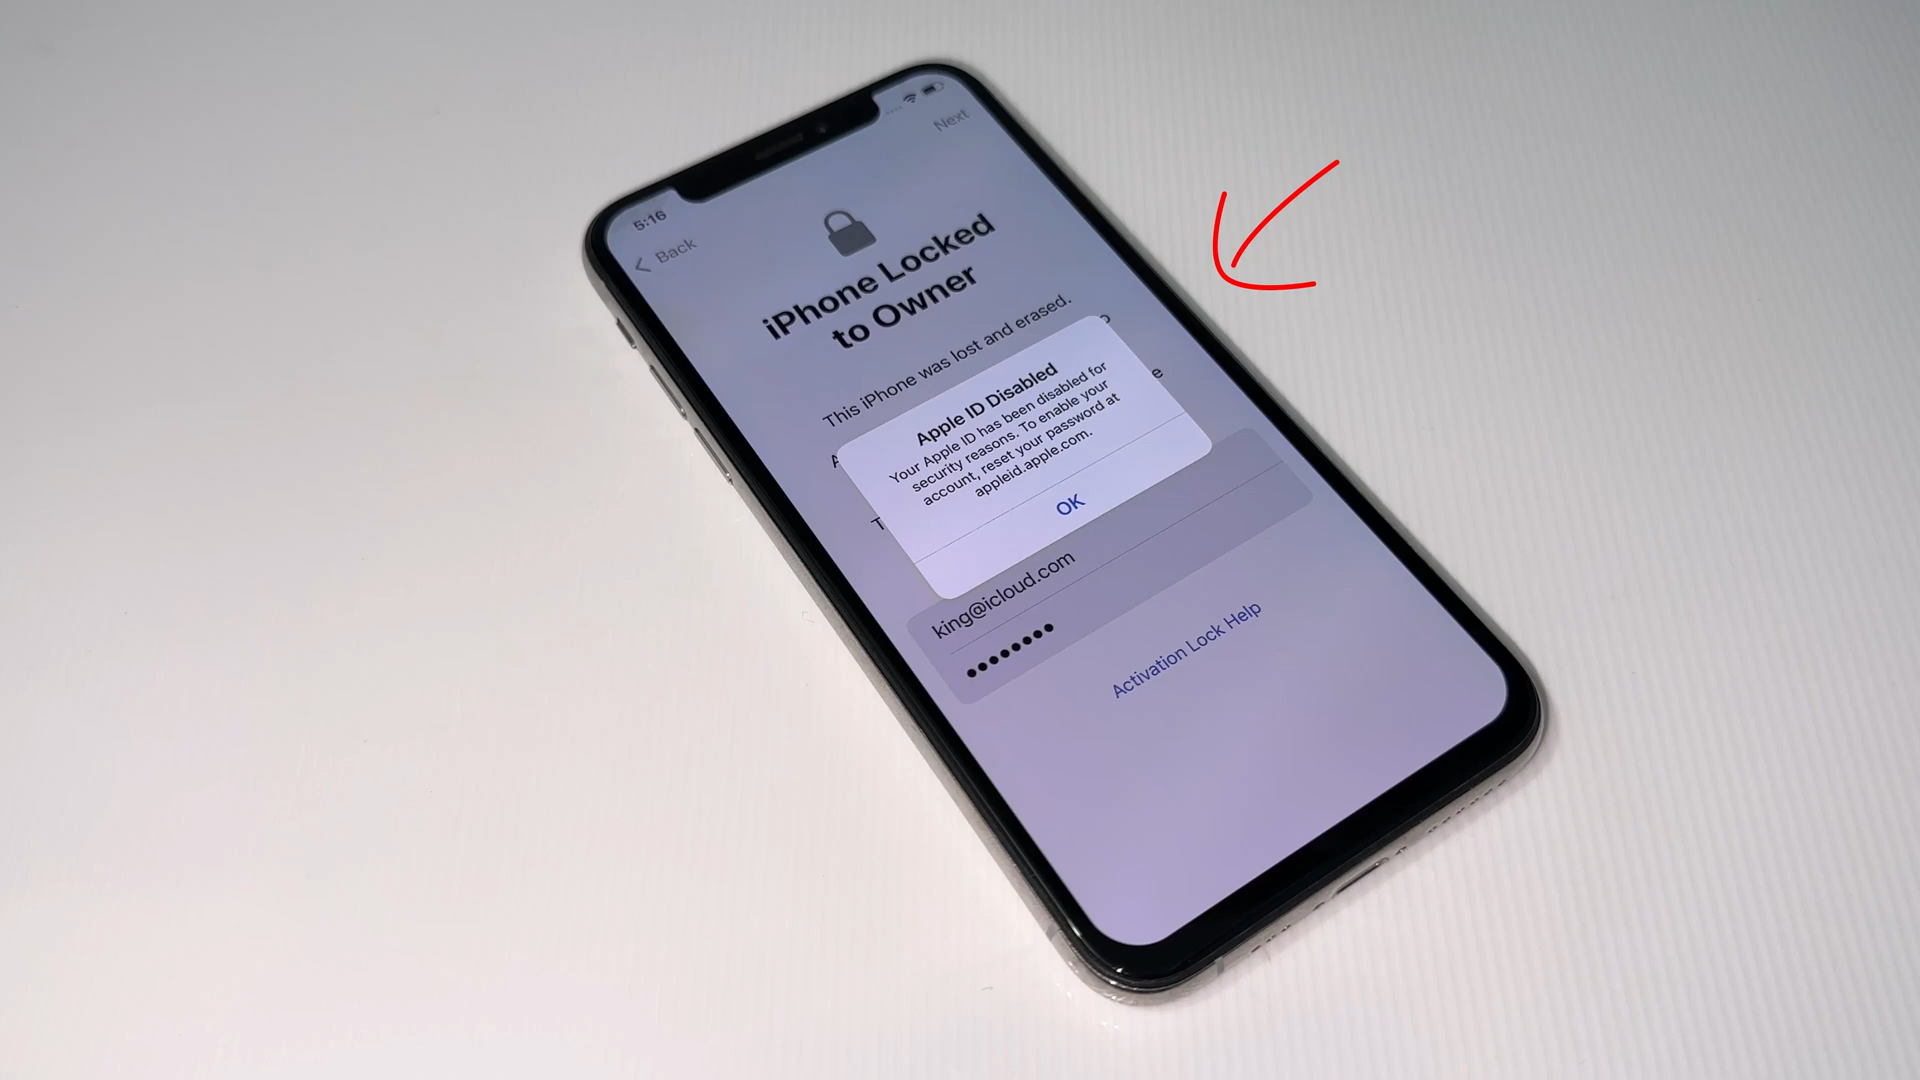 5:16
Next
Back
iPhone Locked
to Owner
This iPhone was lost and erased.
Apple ID Disabled
Your Apple ID has been disabled for
security reasons. To enable your
account, reset your password at
appleid.apple.com.
OK
king@icloud.com
Activation Lock Help